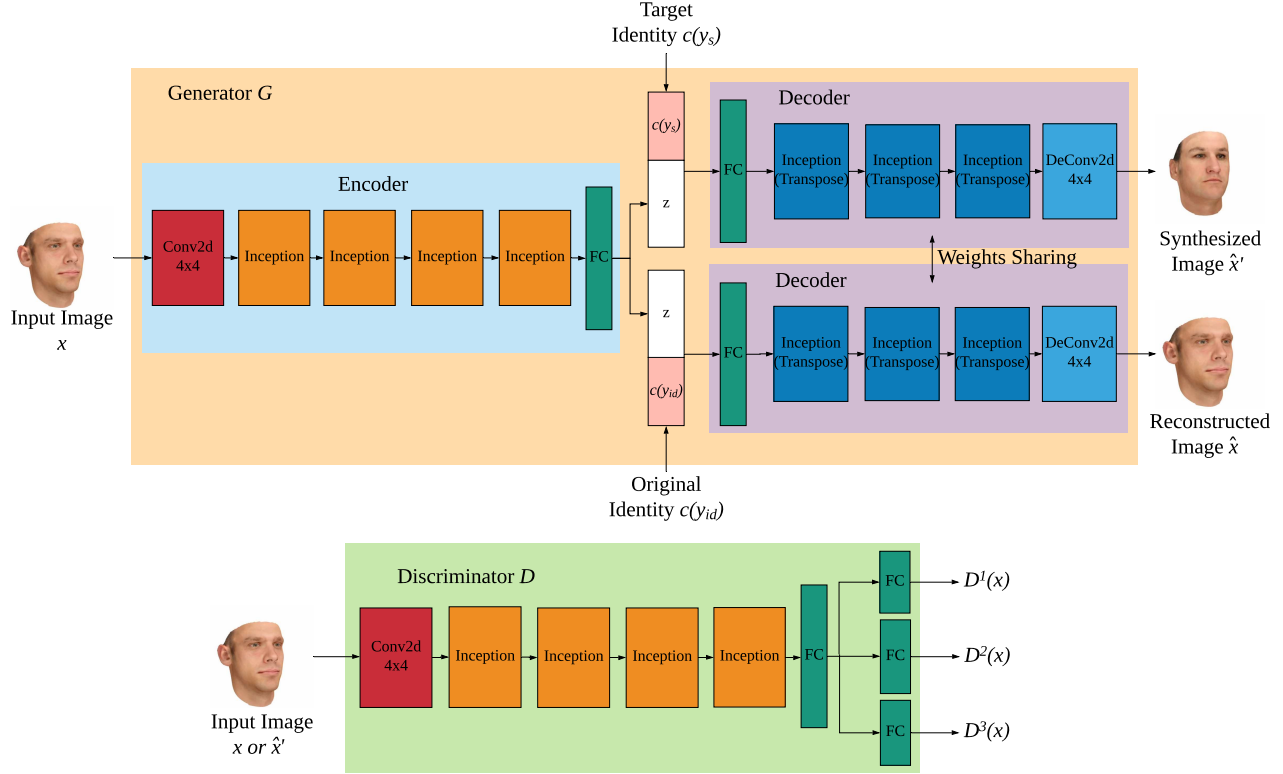 Target
Identity c(yₛ)
Generator G
c(yₛ)
z
Decoder
FC
Inception
(Transpose)
Inception
(Transpose)
Inception
(Transpose)
DeConv2d
4x4
Synthesized
Image x̂'
Encoder
Conv2d
4x4
Inception
Inception
Inception
Inception
FC
Input Image
x
Weights Sharing
z
c(y_id)
Decoder
FC
Inception
(Transpose)
Inception
(Transpose)
Inception
(Transpose)
DeConv2d
4x4
Reconstructed
Image x̂
Original
Identity c(y_id)
Discriminator D
Input Image
x or x̂'
Conv2d
4x4
Inception
Inception
Inception
Inception
FC
FC
D¹(x)
FC
D²(x)
FC
D³(x)